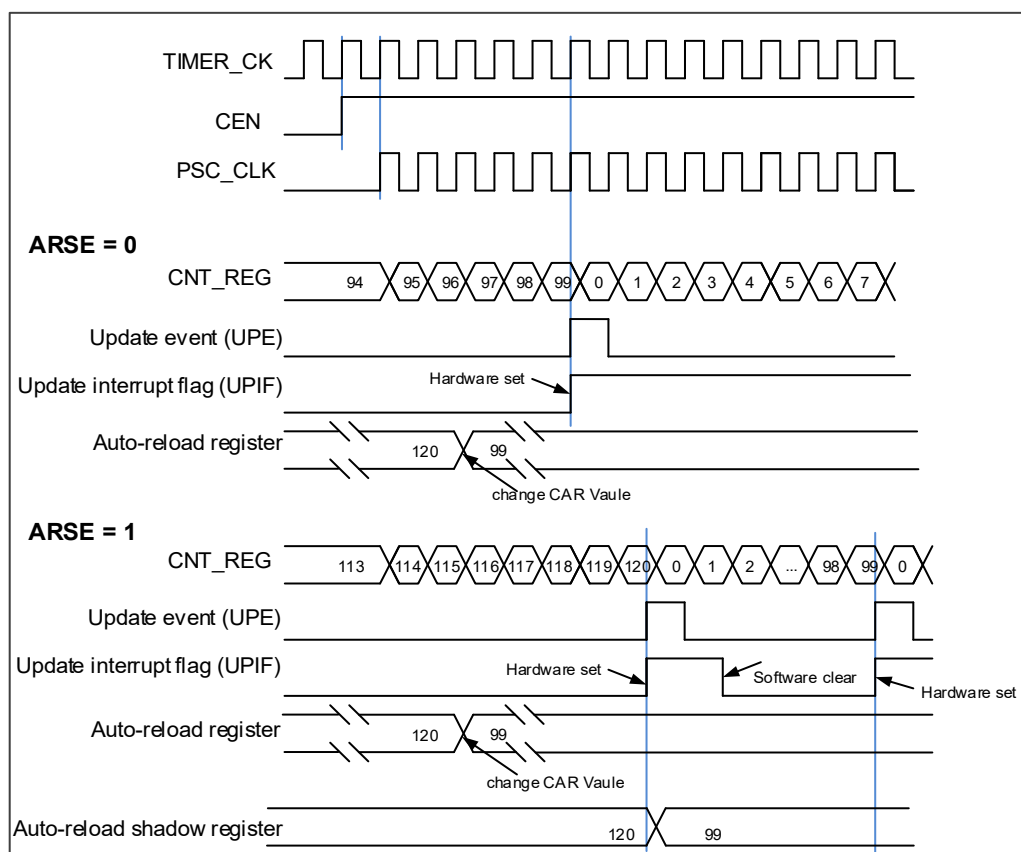 TIMER_CK
CEN
PSC_CLK
ARSE = 0
CNT_REG 94 95 96 97 98 99 0 1 2 3 4 5 6 7
Update event (UPE)
Hardware set
Update interrupt flag (UPIF)
Auto-reload register 120 99
change CAR Vaule
ARSE = 1
CNT_REG 113 114 115 116 117 118 119 120 0 1 2 ... 98 99 0
Update event (UPE)
Update interrupt flag (UPIF) Hardware set Software clear Hardware set
Auto-reload register 120 99
change CAR Vaule
Auto-reload shadow register 120 99